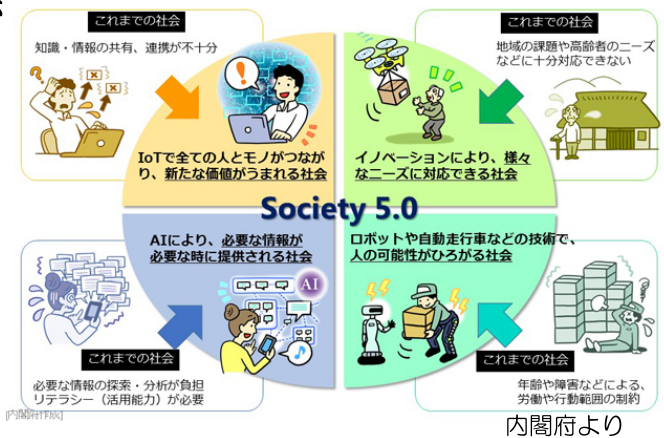 これまでの社会
知識・情報の共有、連携が不十分
IoTで全ての人とモノがつなが
り、新たな価値がうまれる社会
これまでの社会
地域の課題や高齢者のニーズ
などに十分対応できない
イノベーションにより、様々
なニーズに対応できる社会
Society 5.0
AIにより、必要な情報が
必要な時に提供される社会
AI
これまでの社会
必要な情報の探索・分析が負担
リテラシー（活用能力）が必要
ロボットや自動走行車などの技術で、
人の可能性がひろがる社会
これまでの社会
年齢や障害などによる、
労働や行動範囲の制約
[内閣府作成]
内閣府より